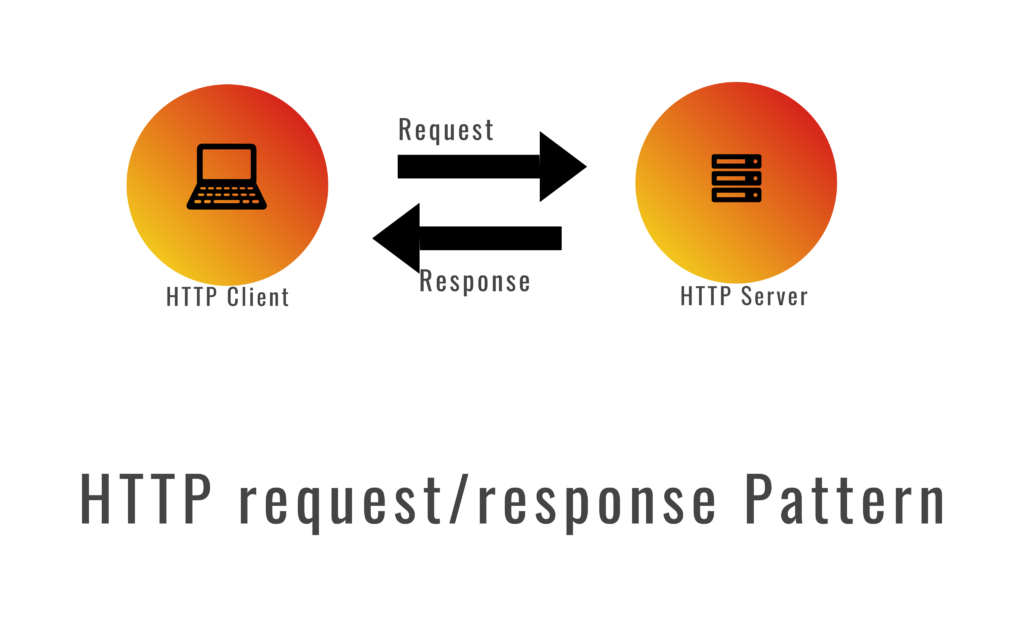 Request
Response
HTTP Client
HTTP Server
HTTP request/response Pattern